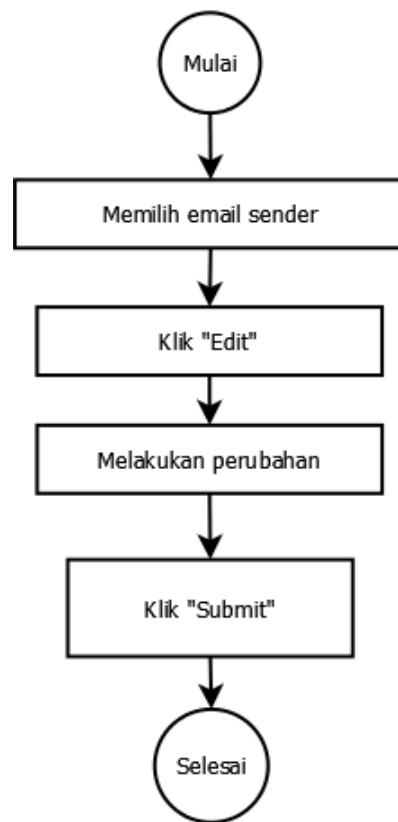 Mulai
Memilih email sender
Klik "Edit"
Melakukan perubahan
Klik "Submit"
Selesai